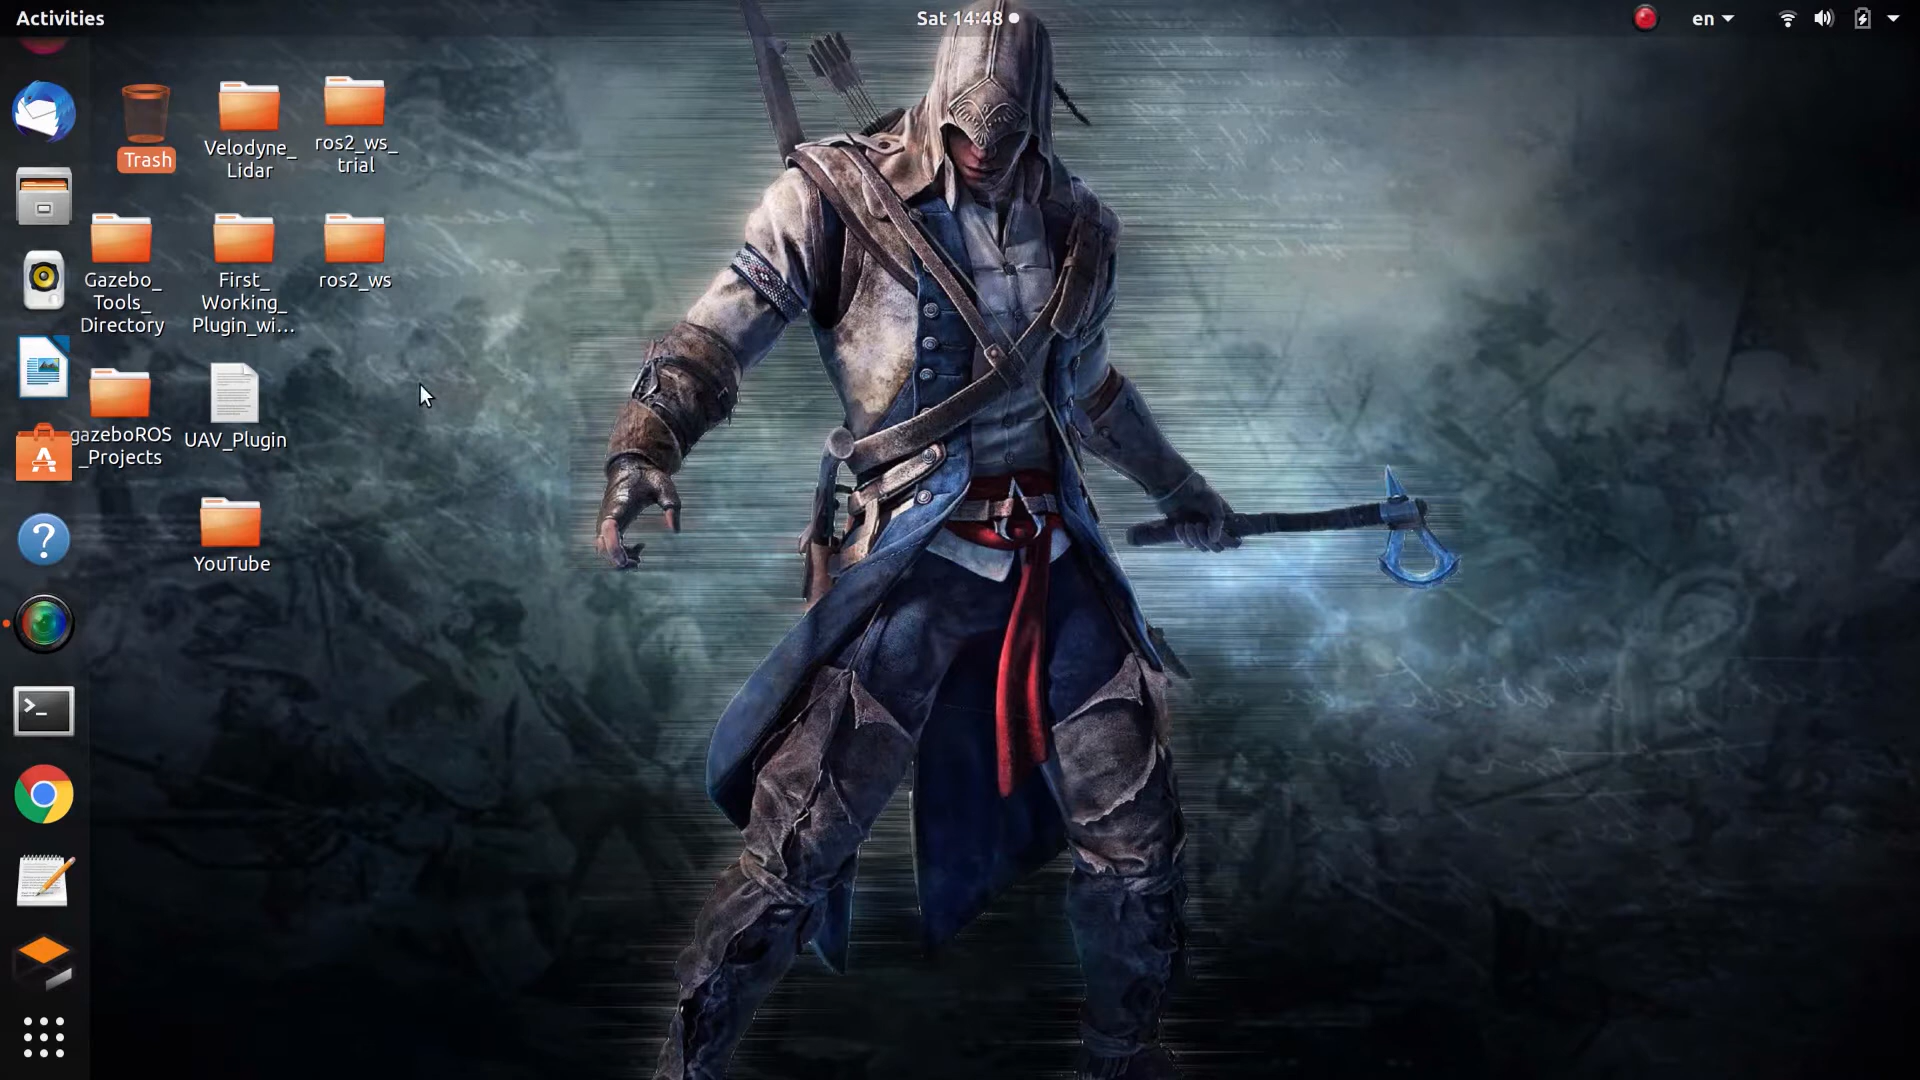 Activities
Sat 14:48
en
Trash
Velodyne_
Lidar
ros2_ws_
trial
Gazebo_
Tools_
Directory
First_
Working_
Plugin_wi...
ros2_ws
gazeboROS
_Projects
UAV_Plugin
YouTube